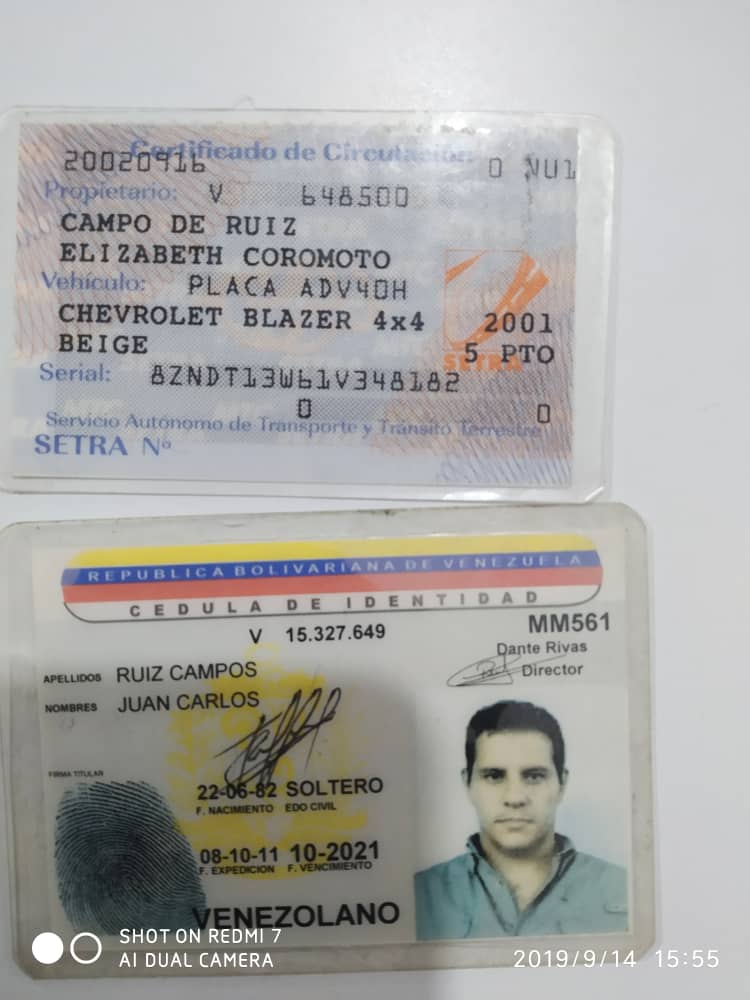 Certificado de Circulación
20020916 0 NU1
Propietario: V 648500
CAMPO DE RUIZ
ELIZABETH COROMOTO
Vehículo: PLACA ADV40H
CHEVROLET BLAZER 4x4 2001
BEIGE 5 PTO
SETRA
Serial: 8ZNDT13W61V348182
0 0
Servicio Autónomo de Transporte y Tránsito Terrestre
SETRA Nº
REPUBLICA BOLIVARIANA DE VENEZUELA
CEDULA DE IDENTIDAD
V 15.327.649 MM561
Dante Rivas
Director
APELLIDOS RUIZ CAMPOS
NOMBRES JUAN CARLOS
FIRMA TITULAR
22-06-82 SOLTERO
F. NACIMIENTO EDO CIVIL
08-10-11 10-2021
F. EXPEDICION F. VENCIMIENTO
VENEZOLANO
SHOT ON REDMI 7
AI DUAL CAMERA
2019/9/14 15:55